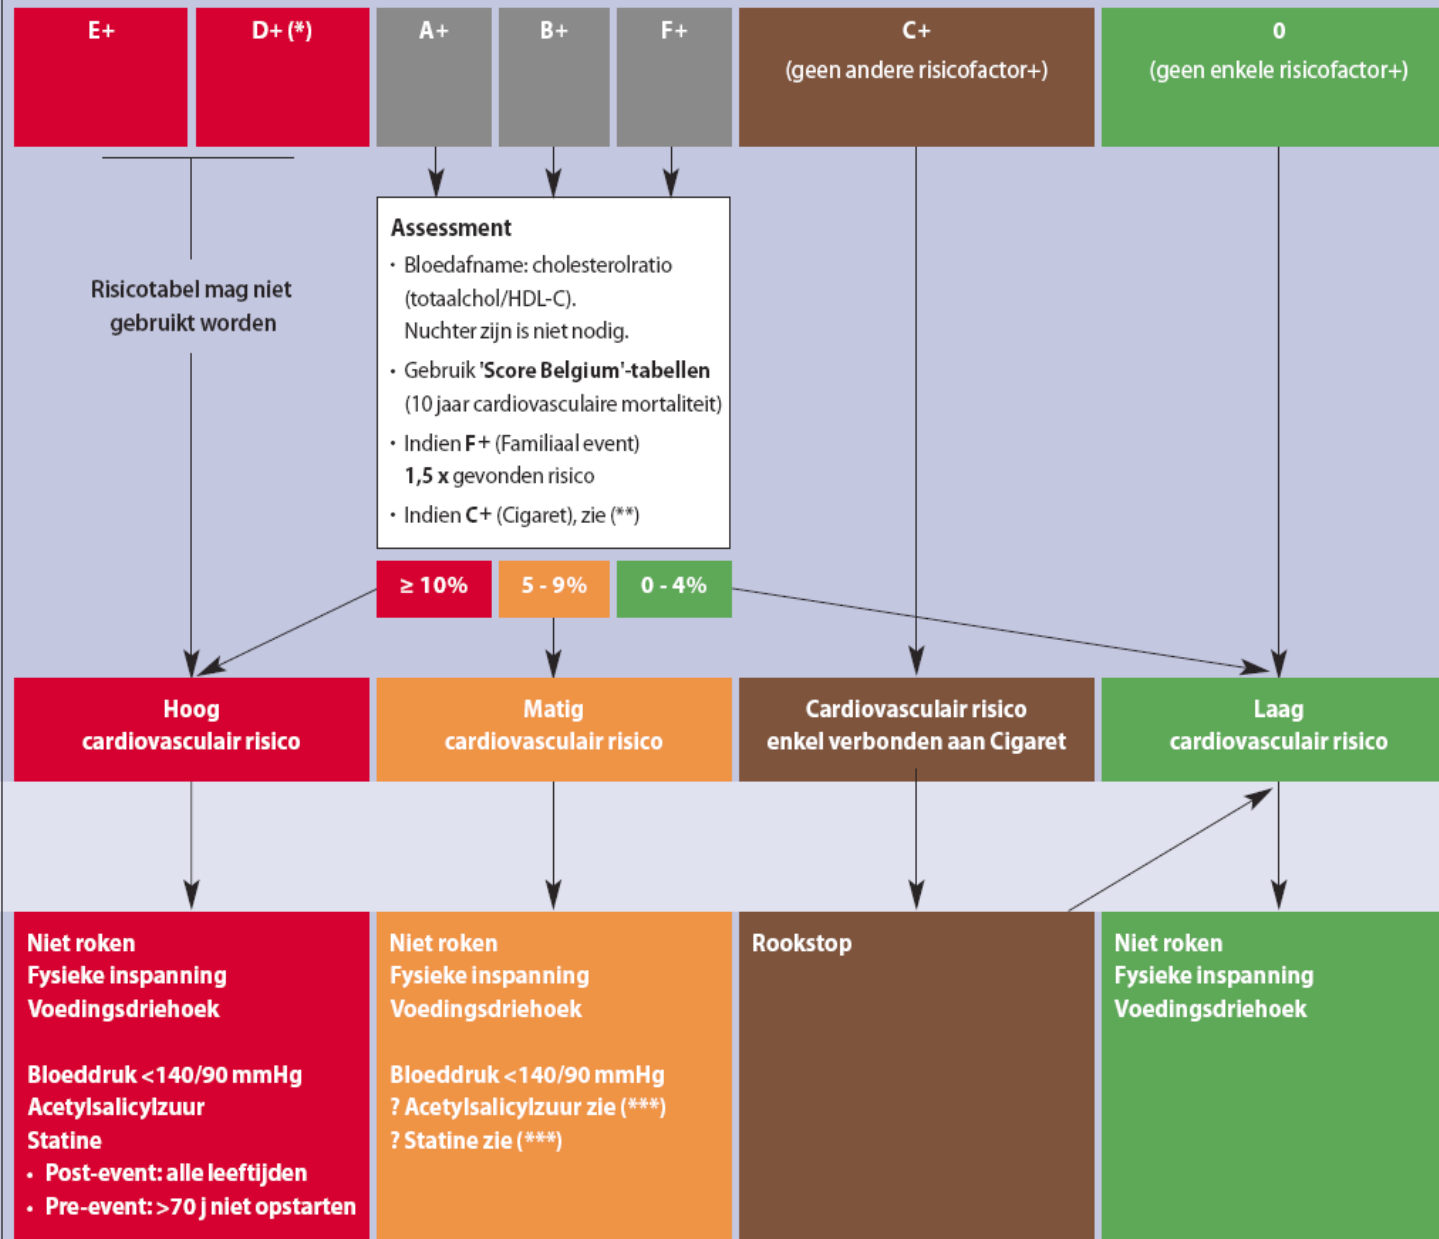 E+
D+ (*)
A+
B+
F+
C+
(geen andere risicofactor+)
0
(geen enkele risicofactor+)
Risicotabel mag niet
gebruikt worden
Assessment
• Bloedafname: cholesterolratio
(totaalchol/HDL-C).
Nuchter zijn is niet nodig.
• Gebruik 'Score Belgium'-tabellen
(10 jaar cardiovasculaire mortaliteit)
• Indien F+ (Familiaal event)
1,5 x gevonden risico
• Indien C+ (Cigaret), zie (**)
≥ 10%
5 - 9%
0 - 4%
Hoog
cardiovasculair risico
Matig
cardiovasculair risico
Cardiovasculair risico
enkel verbonden aan Cigaret
Laag
cardiovasculair risico
Niet roken
Fysieke inspanning
Voedingsdriehoek
Bloeddruk <140/90 mmHg
Acetylsalicylzuur
Statine
• Post-event: alle leeftijden
• Pre-event: >70 j niet opstarten
Niet roken
Fysieke inspanning
Voedingsdriehoek
Bloeddruk <140/90 mmHg
? Acetylsalicylzuur zie (***)
? Statine zie (***)
Rookstop
Niet roken
Fysieke inspanning
Voedingsdriehoek